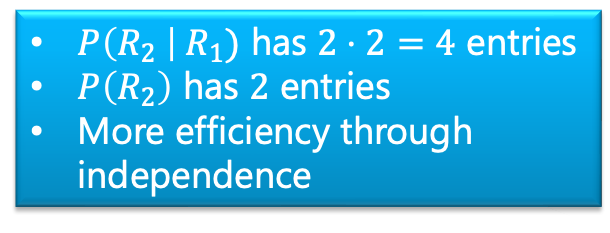 • P(R₂ | R₁) has 2 · 2 = 4 entries
• P(R₂) has 2 entries
• More efficiency through
independence